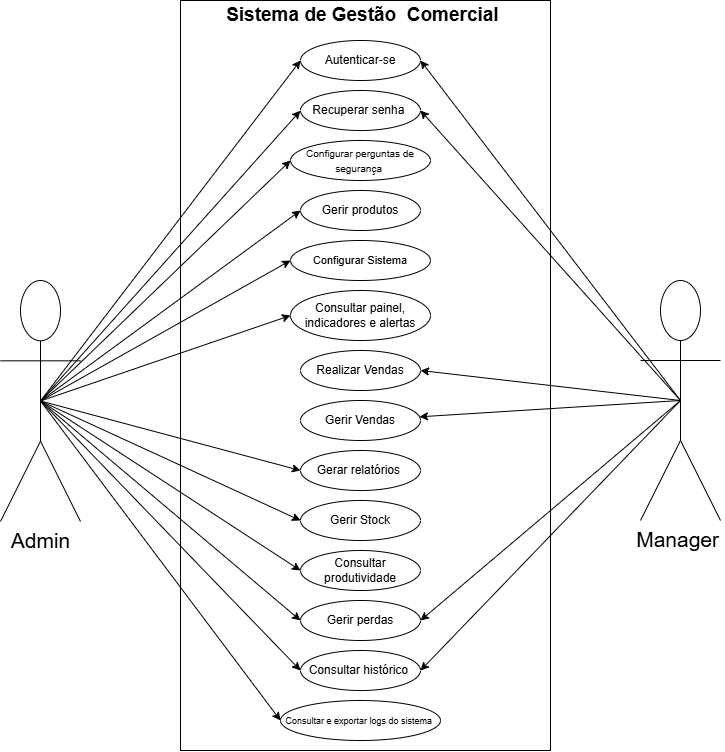 Sistema de Gestão Comercial
Autenticar-se
Recuperar senha
Configurar perguntas de
segurança
Gerir produtos
Configurar Sistema
Consultar painel,
indicadores e alertas
Realizar Vendas
Gerir Vendas
Gerar relatórios
Gerir Stock
Admin
Manager
Consultar
produtividade
Gerir perdas
Consultar histórico
Consultar e exportar logs do sistema